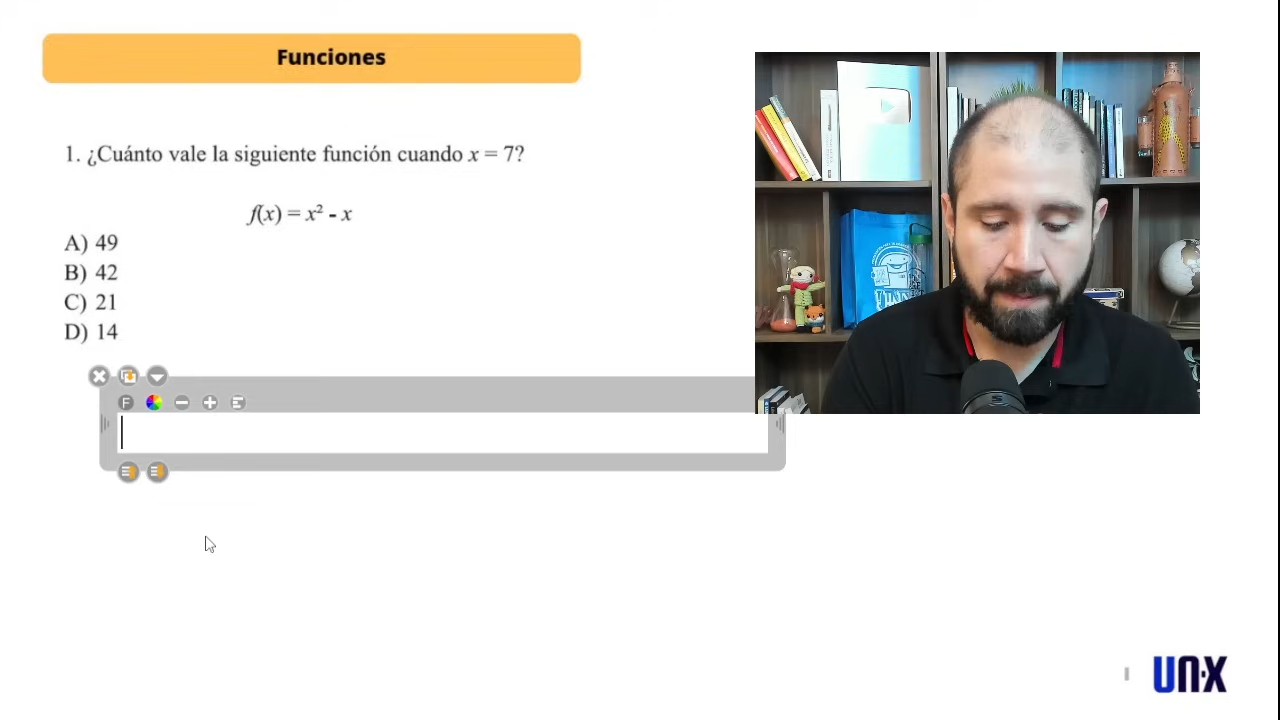 Funciones
1. ¿Cuánto vale la siguiente función cuando x = 7?
f(x) = x² - x
A) 49
B) 42
C) 21
D) 14
F
UNX